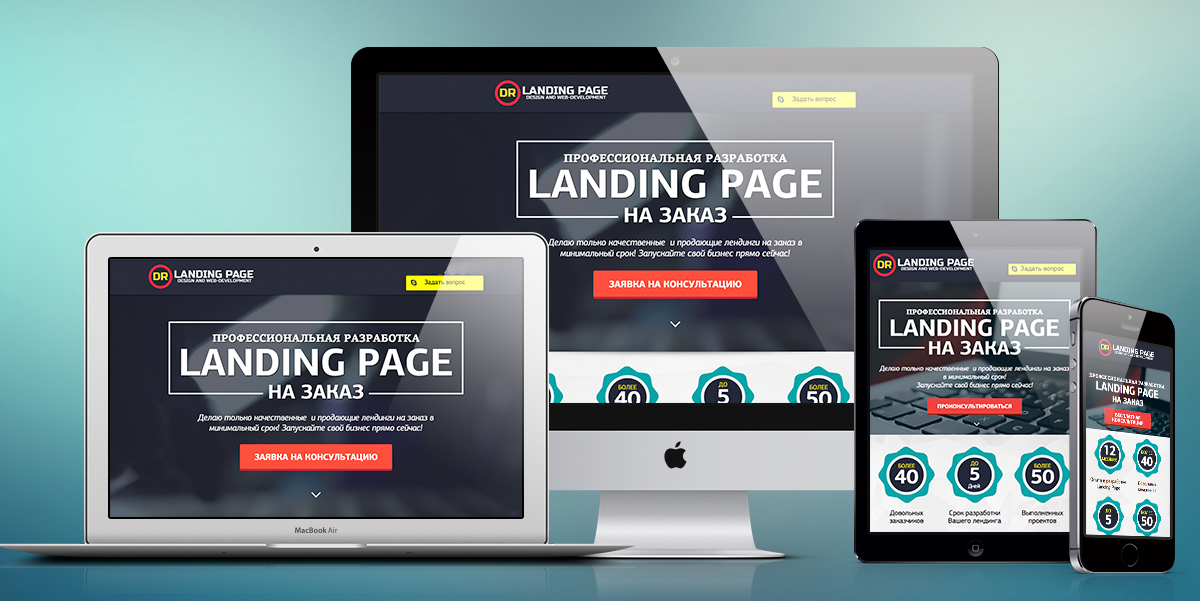 DR LANDING PAGE
DESIGN AND WEB-DEVELOPMENT
Задать вопрос
ПРОФЕССИОНАЛЬНАЯ РАЗРАБОТКА
LANDING PAGE
НА ЗАКАЗ
Делаю только качественные и продающие лендинги на заказ в
минимальный срок! Запускайте свой бизнес прямо сейчас!
ЗАЯВКА НА КОНСУЛЬТАЦИЮ
БОЛЕЕ
40
ДО
5
БОЛЕЕ
50
DR LANDING PAGE
DESIGN AND WEB-DEVELOPMENT
Задать вопрос
ПРОФЕССИОНАЛЬНАЯ РАЗРАБОТКА
LANDING PAGE
НА ЗАКАЗ
Делаю только качественные и продающие лендинги на заказ в
минимальный срок! Запускайте свой бизнес прямо сейчас!
ЗАЯВКА НА КОНСУЛЬТАЦИЮ
MacBook Air
DR LANDING PAGE
DESIGN AND WEB-DEVELOPMENT
Задать вопрос
ПРОФЕССИОНАЛЬНАЯ РАЗРАБОТКА
LANDING PAGE
НА ЗАКАЗ
Делаю только качественные и продающие лендинги на заказ
в минимальный срок!
Запускайте свой бизнес прямо сейчас!
ПРОКОНСУЛЬТИРОВАТЬСЯ
БОЛЕЕ
40
Довольных
заказчиков
ДО
5
Дней
Срок разработки
Вашего лендинга
БОЛЕЕ
50
Выполненных
проектов
DR LANDING PAGE
ПРОФЕССИОНАЛЬНАЯ РАЗРАБОТКА
LANDING PAGE
НА ЗАКАЗ
12
БОЛЕЕ
40
Landing Page
ДО
5
БОЛЕЕ
50